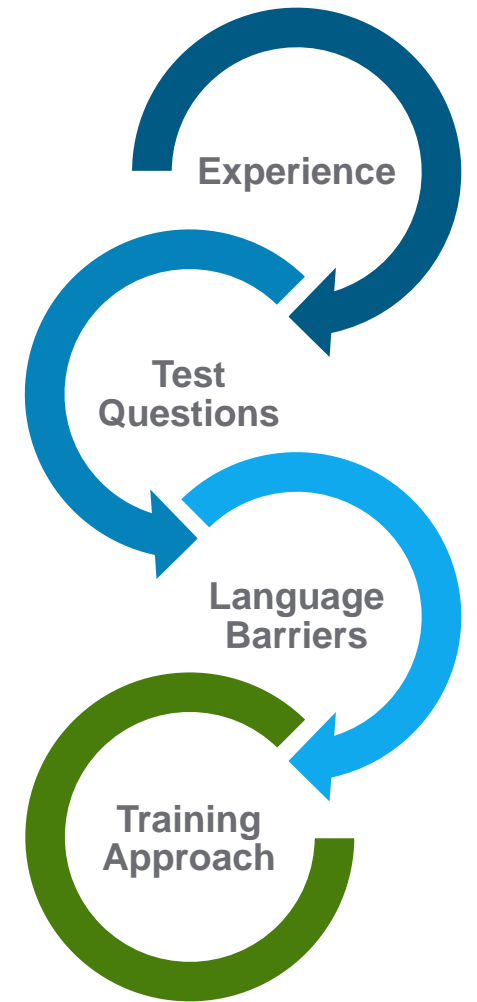 Experience
Test
Questions
Language
Barriers
Training
Approach